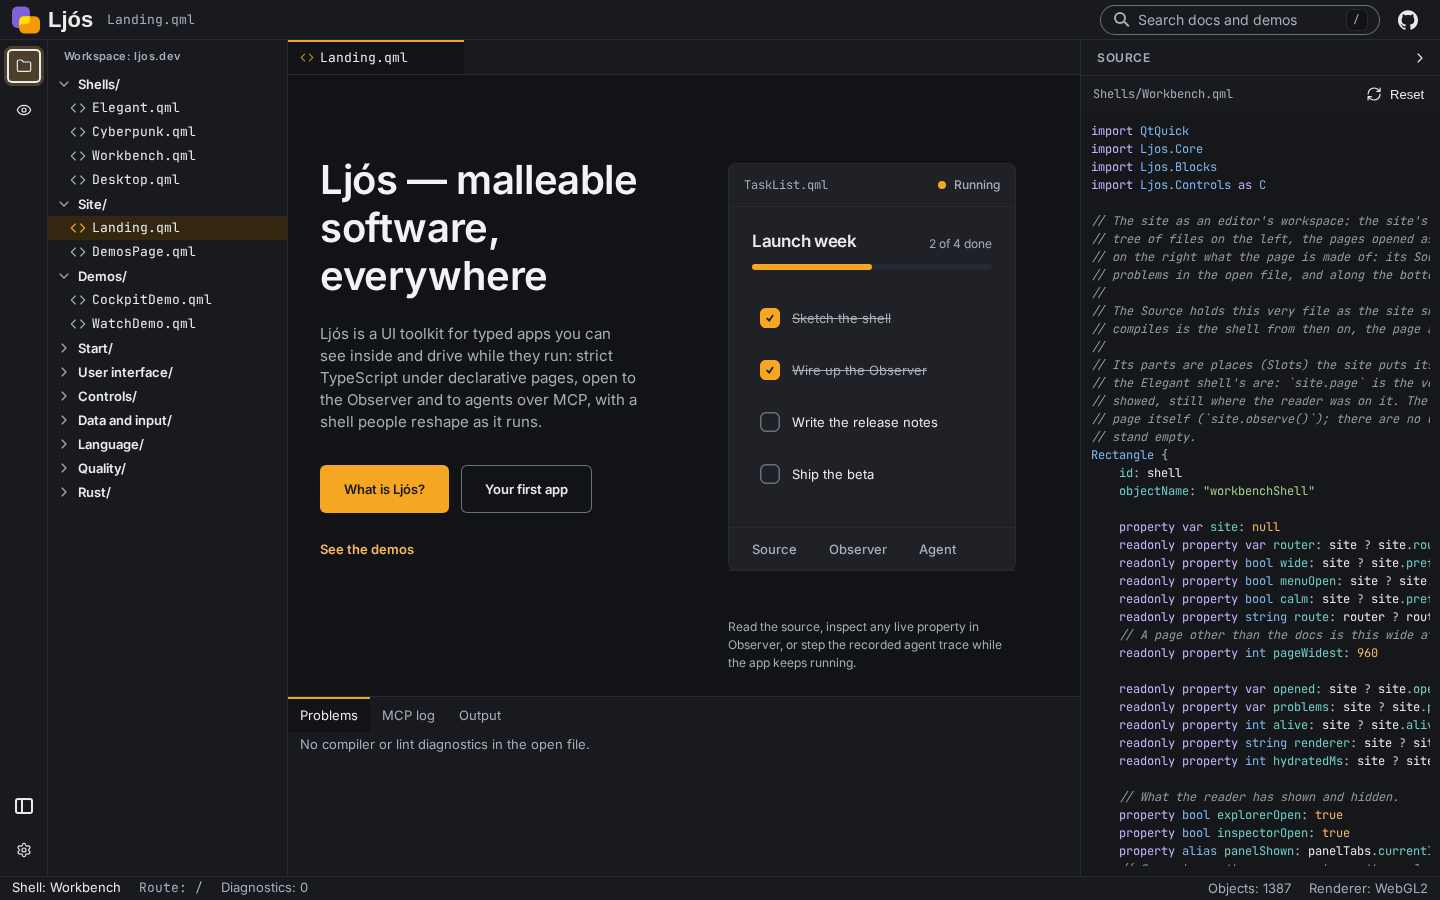 Ljós
Landing.qml
Search docs and demos
/
Workspace: ljos.dev
Shells/
Elegant.qml
Cyberpunk.qml
Workbench.qml
Desktop.qml
Site/
Landing.qml
DemosPage.qml
Demos/
CockpitDemo.qml
WatchDemo.qml
Start/
User interface/
Controls/
Data and input/
Language/
Quality/
Rust/
Landing.qml
Ljós — malleable
software,
everywhere
Ljós is a UI toolkit for typed apps you can
see inside and drive while they run: strict
TypeScript under declarative pages, open to
the Observer and to agents over MCP, with a
shell people reshape as it runs.
What is Ljós?
Your first app
See the demos
TaskList.qml
Running
Launch week
2 of 4 done
Sketch the shell
Wire up the Observer
Write the release notes
Ship the beta
Source
Observer
Agent
Read the source, inspect any live property in
Observer, or step the recorded agent trace while
the app keeps running.
Problems
MCP log
Output
No compiler or lint diagnostics in the open file.
SOURCE
Shells/Workbench.qml
Reset
import QtQuick
import Ljos.Core
import Ljos.Blocks
import Ljos.Controls as C
// The site as an editor's workspace: the site's
// tree of files on the left, the pages opened as
// on the right what the page is made of: its Sou
// problems in the open file, and along the botto
//
// The Source holds this very file as the site sh
// compiles is the shell from then on, the page a
//
// Its parts are places (Slots) the site puts its
// the Elegant shell's are: `site.page` is the ve
// showed, still where the reader was on it. The
// page itself (`site.observe()`); there are no
// stand empty.
Rectangle {
id: shell
objectName: "workbenchShell"
property var site: null
readonly property var router: site ? site.rou
readonly property bool wide: site ? site.pref
readonly property bool menuOpen: site ? site.
readonly property bool calm: site ? site.pref
readonly property string route: router ? rout
// A page other than the docs is this wide at
readonly property int pageWidest: 960
readonly property var opened: site ? site.ope
readonly property var problems: site ? site.p
readonly property int alive: site ? site.aliv
readonly property string renderer: site ? sit
readonly property int hydratedMs: site ? site
// What the reader has shown and hidden.
property bool explorerOpen: true
property bool inspectorOpen: true
property alias panelShown: panelTabs.currentI
Shell: Workbench
Route: /
Diagnostics: 0
Objects: 1387
Renderer: WebGL2